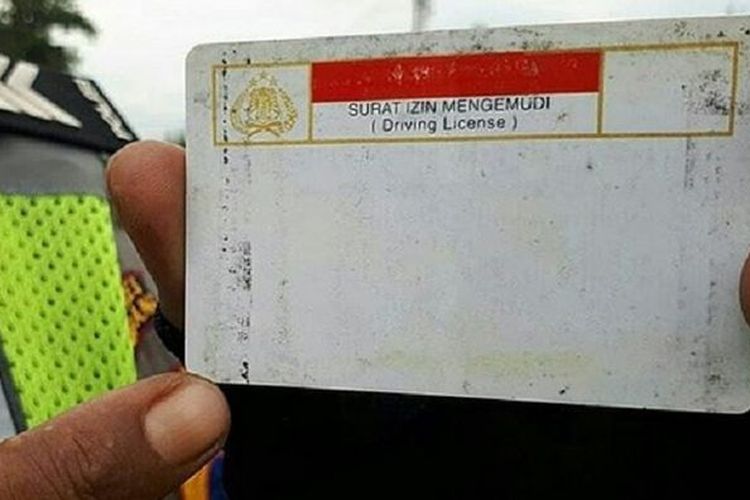 SURAT IZIN MENGEMUDI
( Driving License )